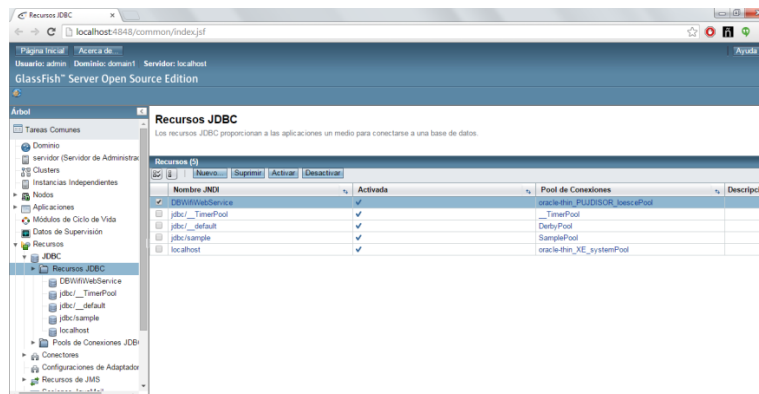 Recursos JDBC
localhost:4848/common/index.jsf
Página Inicial Acerca de... Ayuda
Usuario: admin Dominio: domain1 Servidor: localhost
GlassFish™ Server Open Source Edition
Árbol
Tareas Comunes
Dominio
servidor (Servidor de Administrac
Clusters
Instancias Independientes
Nodos
Aplicaciones
Módulos de Ciclo de Vida
Datos de Supervisión
Recursos
JDBC
Recursos JDBC
DBWifiWebService
jdbc/__TimerPool
jdbc/__default
jdbc/sample
localhost
Pools de Conexiones JDB
Conectores
Configuraciones de Adaptador
Recursos de JMS
Recursos JDBC
Los recursos JDBC proporcionan a las aplicaciones un medio para conectarse a una base de datos.
Recursos (5)
Nuevo... Suprimir Activar Desactivar
Nombre JNDI Activada Pool de Conexiones Descripci
DBWifiWebService oracle-thin_PUJDISOR_loescePool
jdbc/__TimerPool __TimerPool
jdbc/__default DerbyPool
jdbc/sample SamplePool
localhost oracle-thin_XE_systemPool